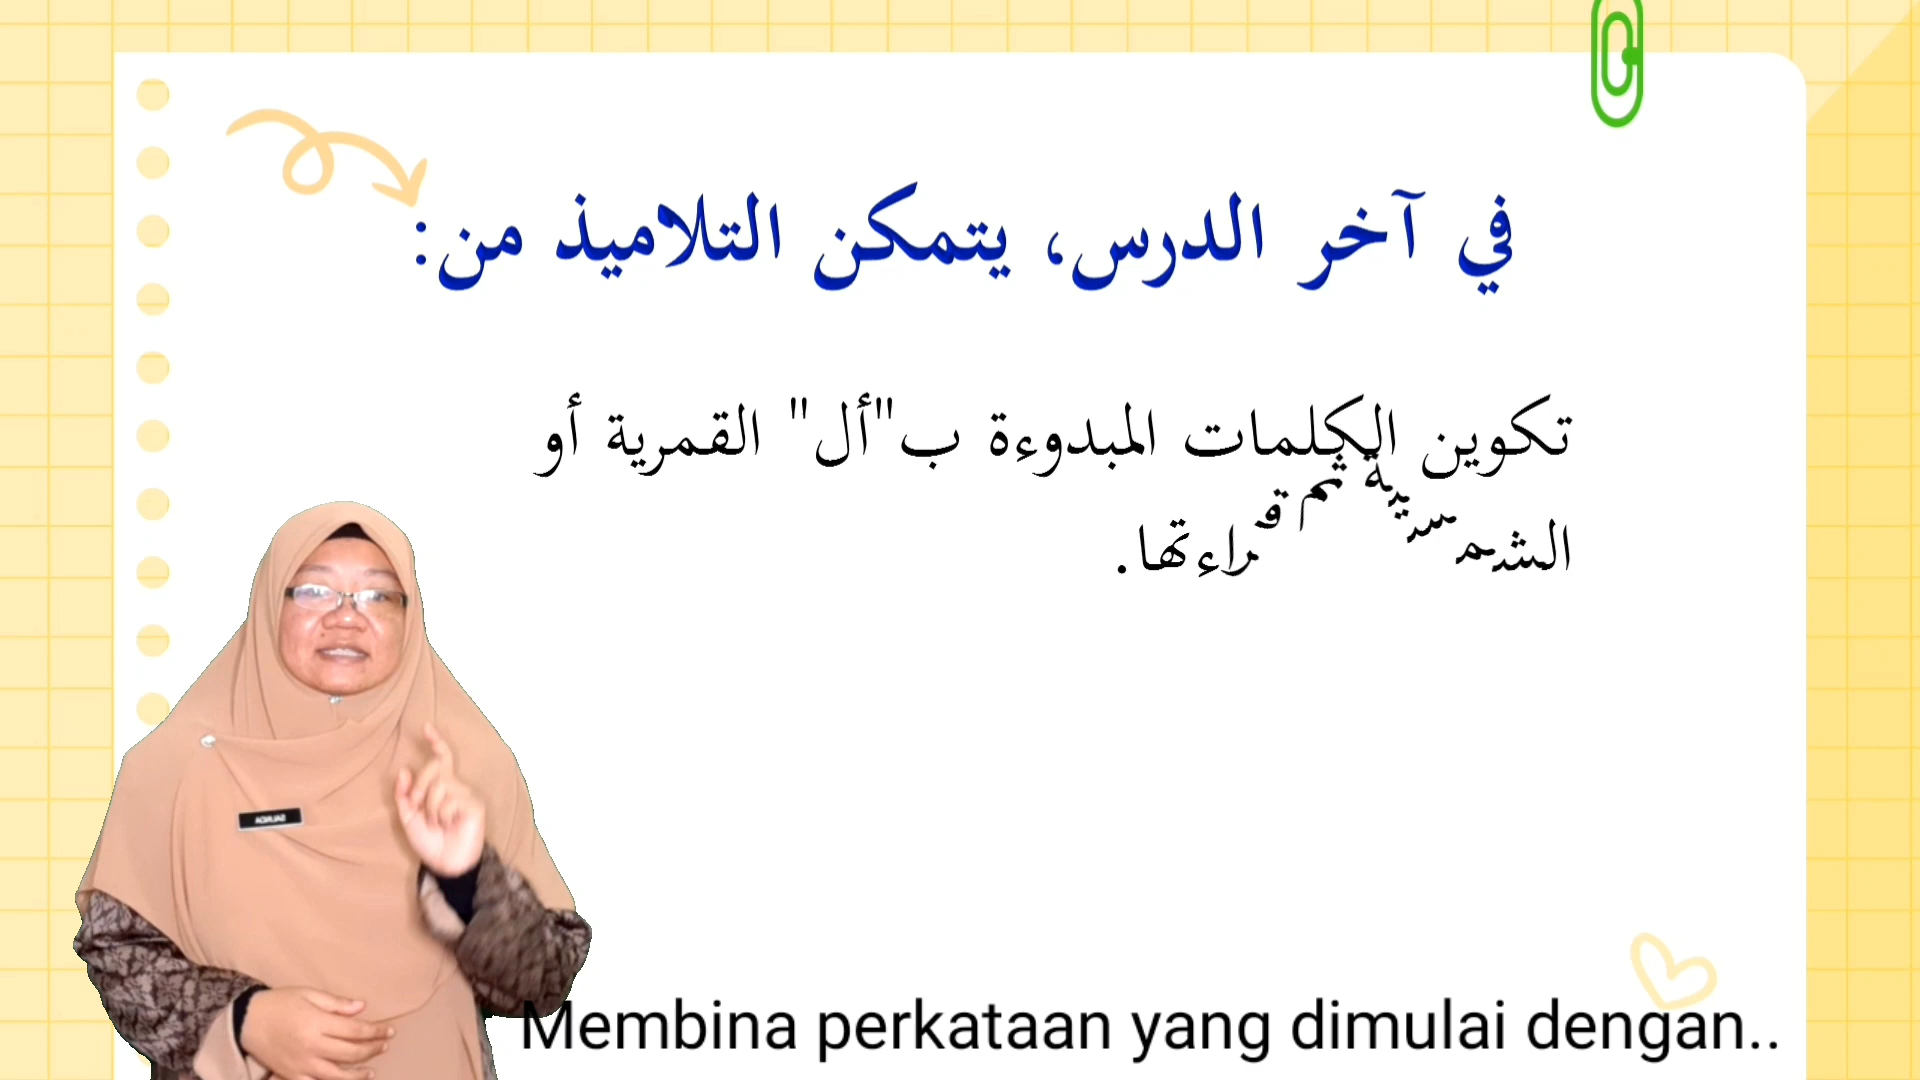 في آخر الدرس، يتمكن التلاميذ من:
تكوين الكلمات المبدوءة ب"أل" القمرية أو
الشمسية ثم قراءتها.
Membina perkataan yang dimulai dengan..